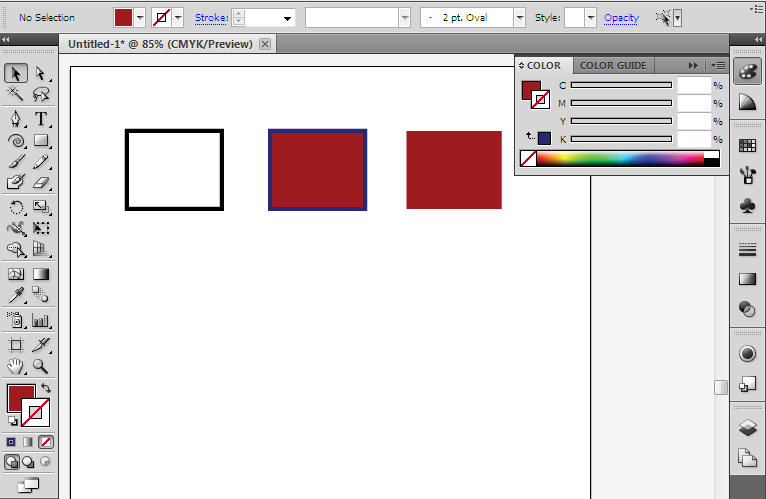 No Selection
Stroke:
2 pt. Oval
Style:
Opacity
Untitled-1* @ 85% (CMYK/Preview)
COLOR
COLOR GUIDE
C %
M %
Y %
K %
T